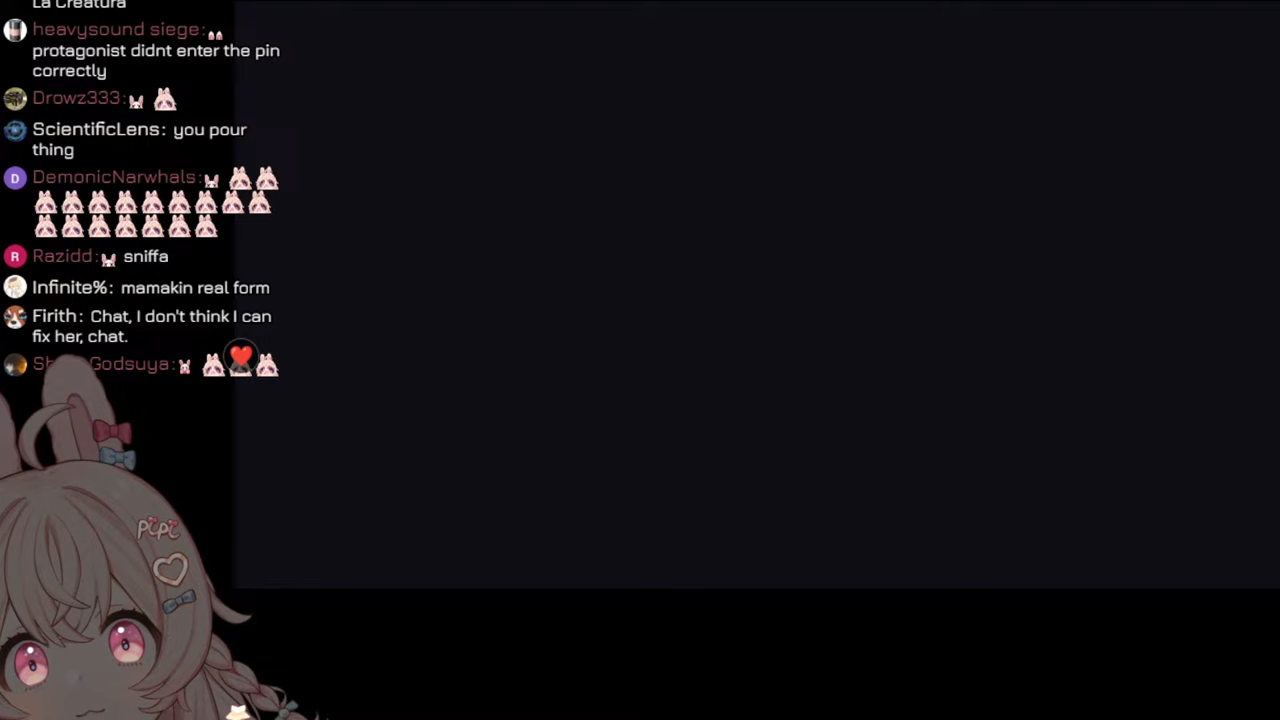 La Creatura
heavysound siege:
protagonist didnt enter the pin
correctly
Drowz333:
ScientificLens: you pour
thing
D
DemonicNarwhals:
R
Razidd: sniffa
Infinite%: mamakin real form
Firith: Chat, I don't think I can
fix her, chat.
Godsuya:
PiPi